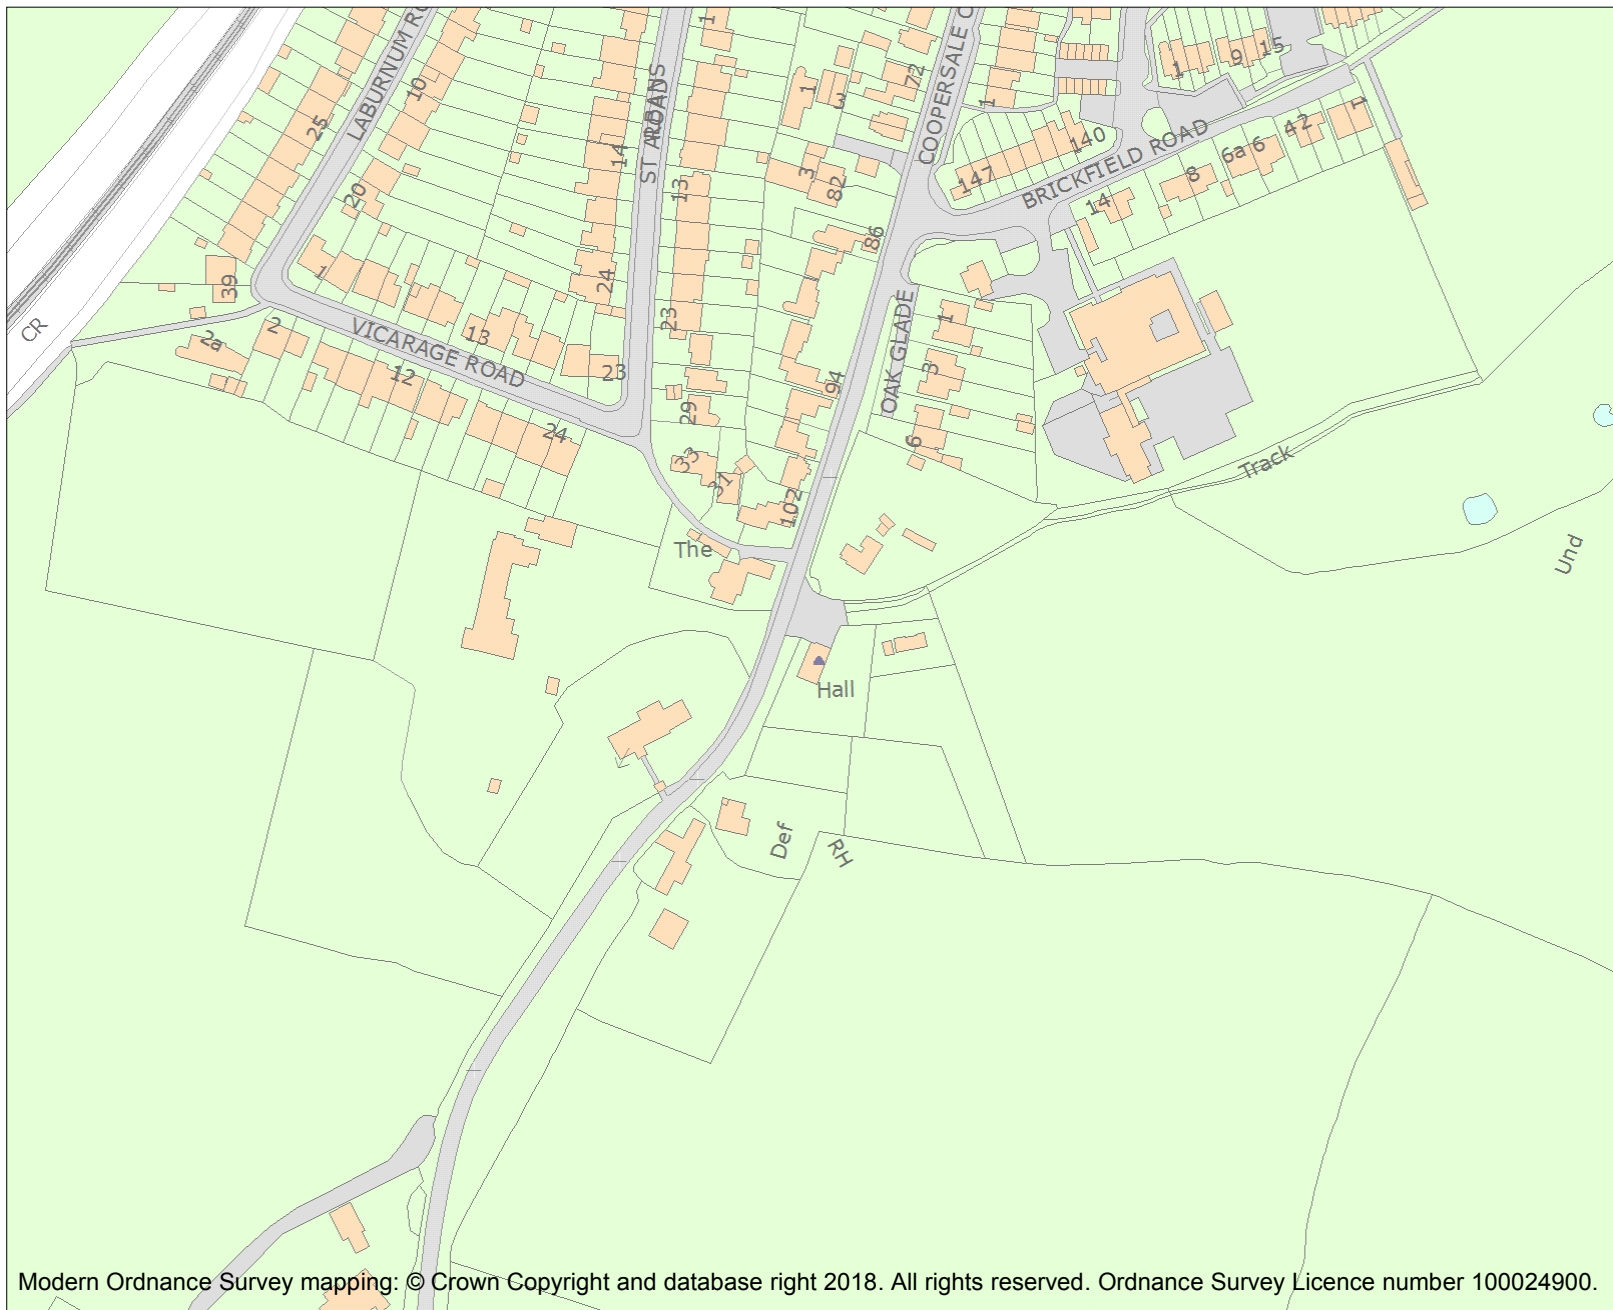 LABURNUM RO
1
COOPERSALE C
72
1
3
1
1
9
15
10
25
ST ALBANS
ROAD
14
140
BRICKFIELD ROAD
1
4 2
6a 6
8
147
14
3
82
13
20
86
1
39
24
CR
2a
2
VICARAGE ROAD
13
12
23
23
OAK GLADE
1
3
94
6
29
24
33
31
102
Track
The
Und
Hall
Def
RH
Modern Ordnance Survey mapping: © Crown Copyright and database right 2018. All rights reserved. Ordnance Survey Licence number 100024900.